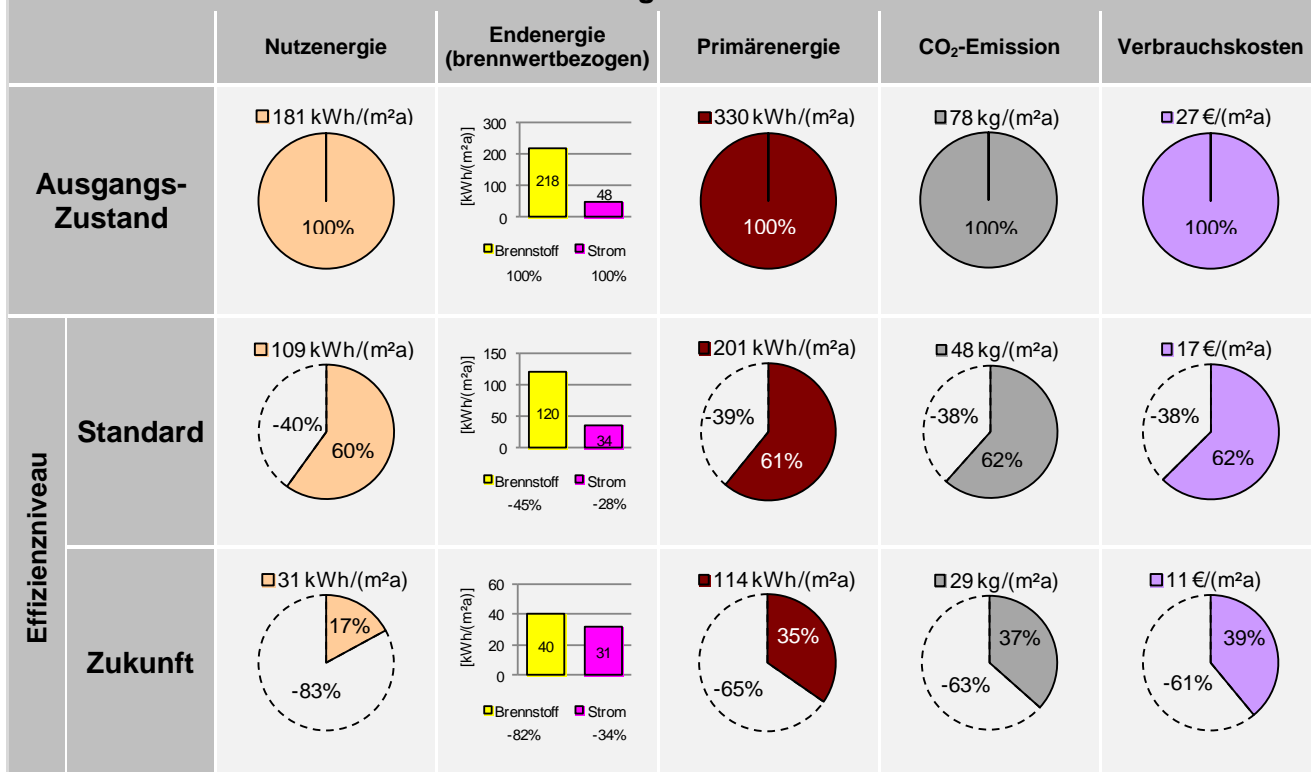 Nutzenergie
Endenergie
(brennwertbezogen)
Primärenergie
CO₂-Emission
Verbrauchskosten
Ausgangs-
Zustand
181 kWh/(m²a)
100%
[kWh/(m²a)]
300
200
100
0
218
48
Brennstoff
Strom
100%
100%
330 kWh/(m²a)
100%
78 kg/(m²a)
100%
27 €/(m²a)
100%
Effizienzniveau
Standard
109 kWh/(m²a)
-40%
60%
[kWh/(m²a)]
150
100
50
0
120
34
Brennstoff
Strom
-45%
-28%
201 kWh/(m²a)
-39%
61%
48 kg/(m²a)
-38%
62%
17 €/(m²a)
-38%
62%
Zukunft
31 kWh/(m²a)
17%
-83%
[kWh/(m²a)]
60
40
20
0
40
31
Brennstoff
Strom
-82%
-34%
114 kWh/(m²a)
35%
-65%
29 kg/(m²a)
37%
-63%
11 €/(m²a)
39%
-61%